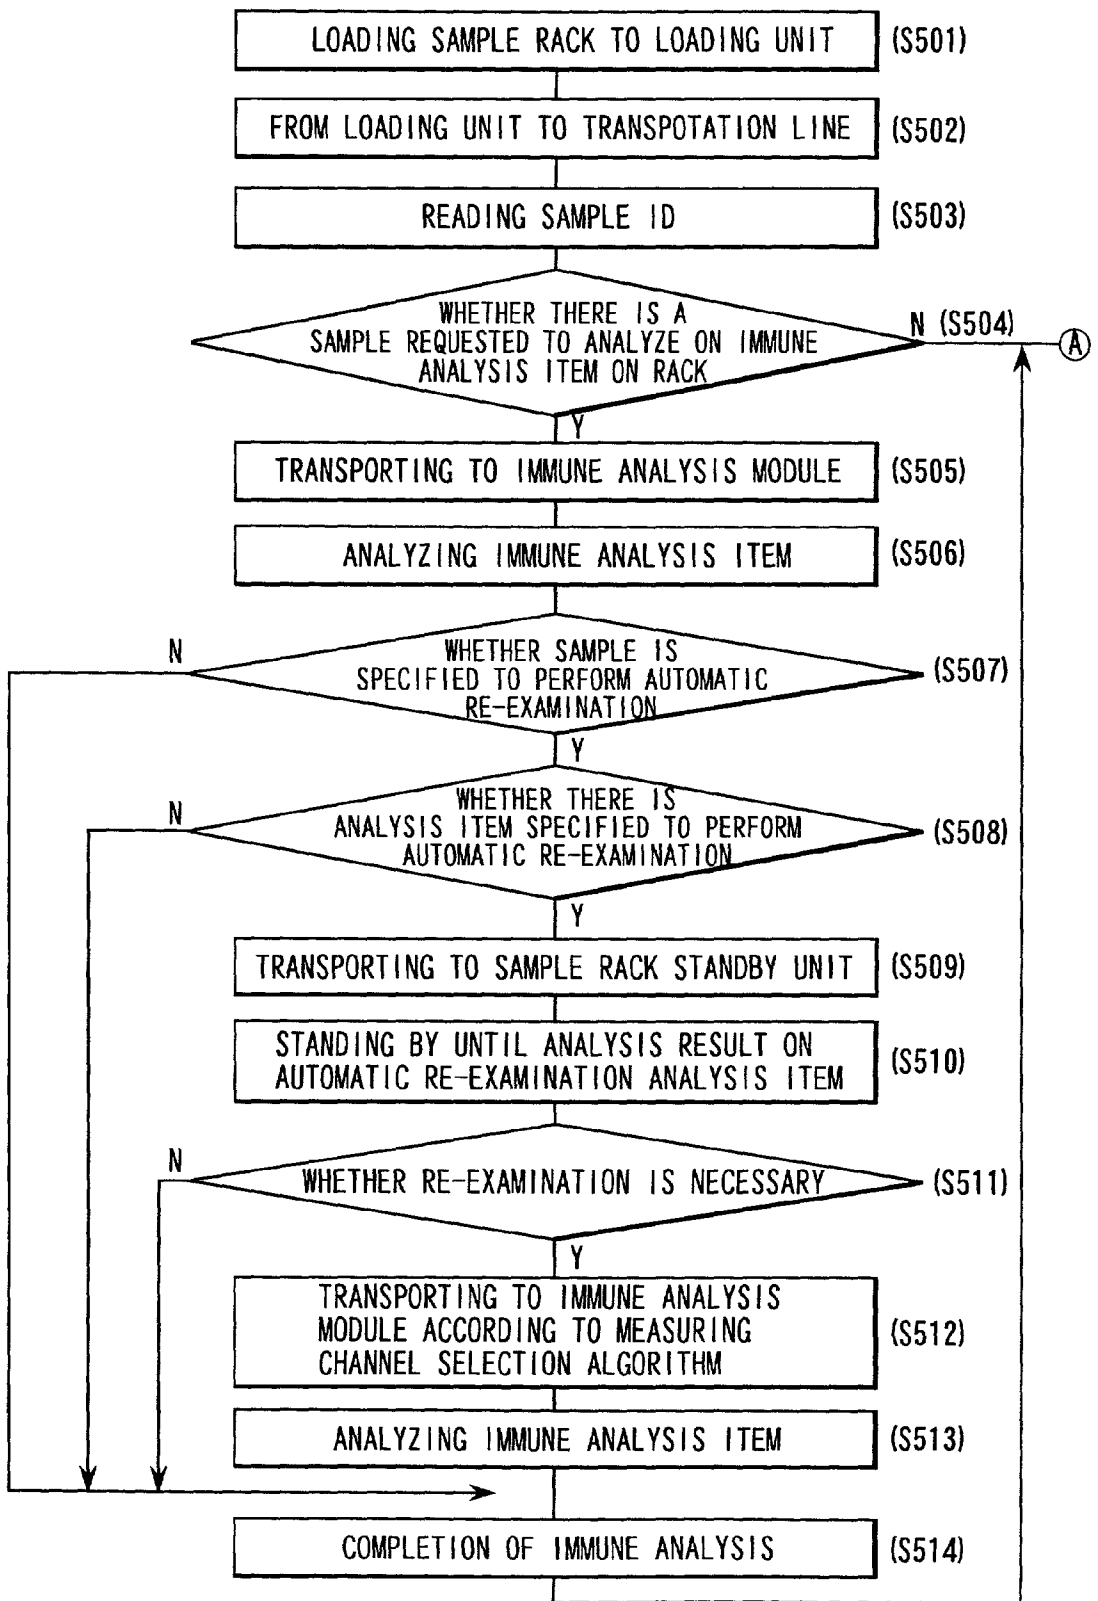 LOADING SAMPLE RACK TO LOADING UNIT (S501)
FROM LOADING UNIT TO TRANSPOTATION LINE (S502)
READING SAMPLE ID (S503)
WHETHER THERE IS A
SAMPLE REQUESTED TO ANALYZE ON IMMUNE
ANALYSIS ITEM ON RACK
N (S504)
A
Y
TRANSPORTING TO IMMUNE ANALYSIS MODULE (S505)
ANALYZING IMMUNE ANALYSIS ITEM (S506)
N
WHETHER SAMPLE IS
SPECIFIED TO PERFORM AUTOMATIC
RE-EXAMINATION
(S507)
Y
N
WHETHER THERE IS
ANALYSIS ITEM SPECIFIED TO PERFORM
AUTOMATIC RE-EXAMINATION
(S508)
Y
TRANSPORTING TO SAMPLE RACK STANDBY UNIT (S509)
STANDING BY UNTIL ANALYSIS RESULT ON
AUTOMATIC RE-EXAMINATION ANALYSIS ITEM
(S510)
N
WHETHER RE-EXAMINATION IS NECESSARY (S511)
Y
TRANSPORTING TO IMMUNE ANALYSIS
MODULE ACCORDING TO MEASURING
CHANNEL SELECTION ALGORITHM
(S512)
ANALYZING IMMUNE ANALYSIS ITEM (S513)
COMPLETION OF IMMUNE ANALYSIS (S514)